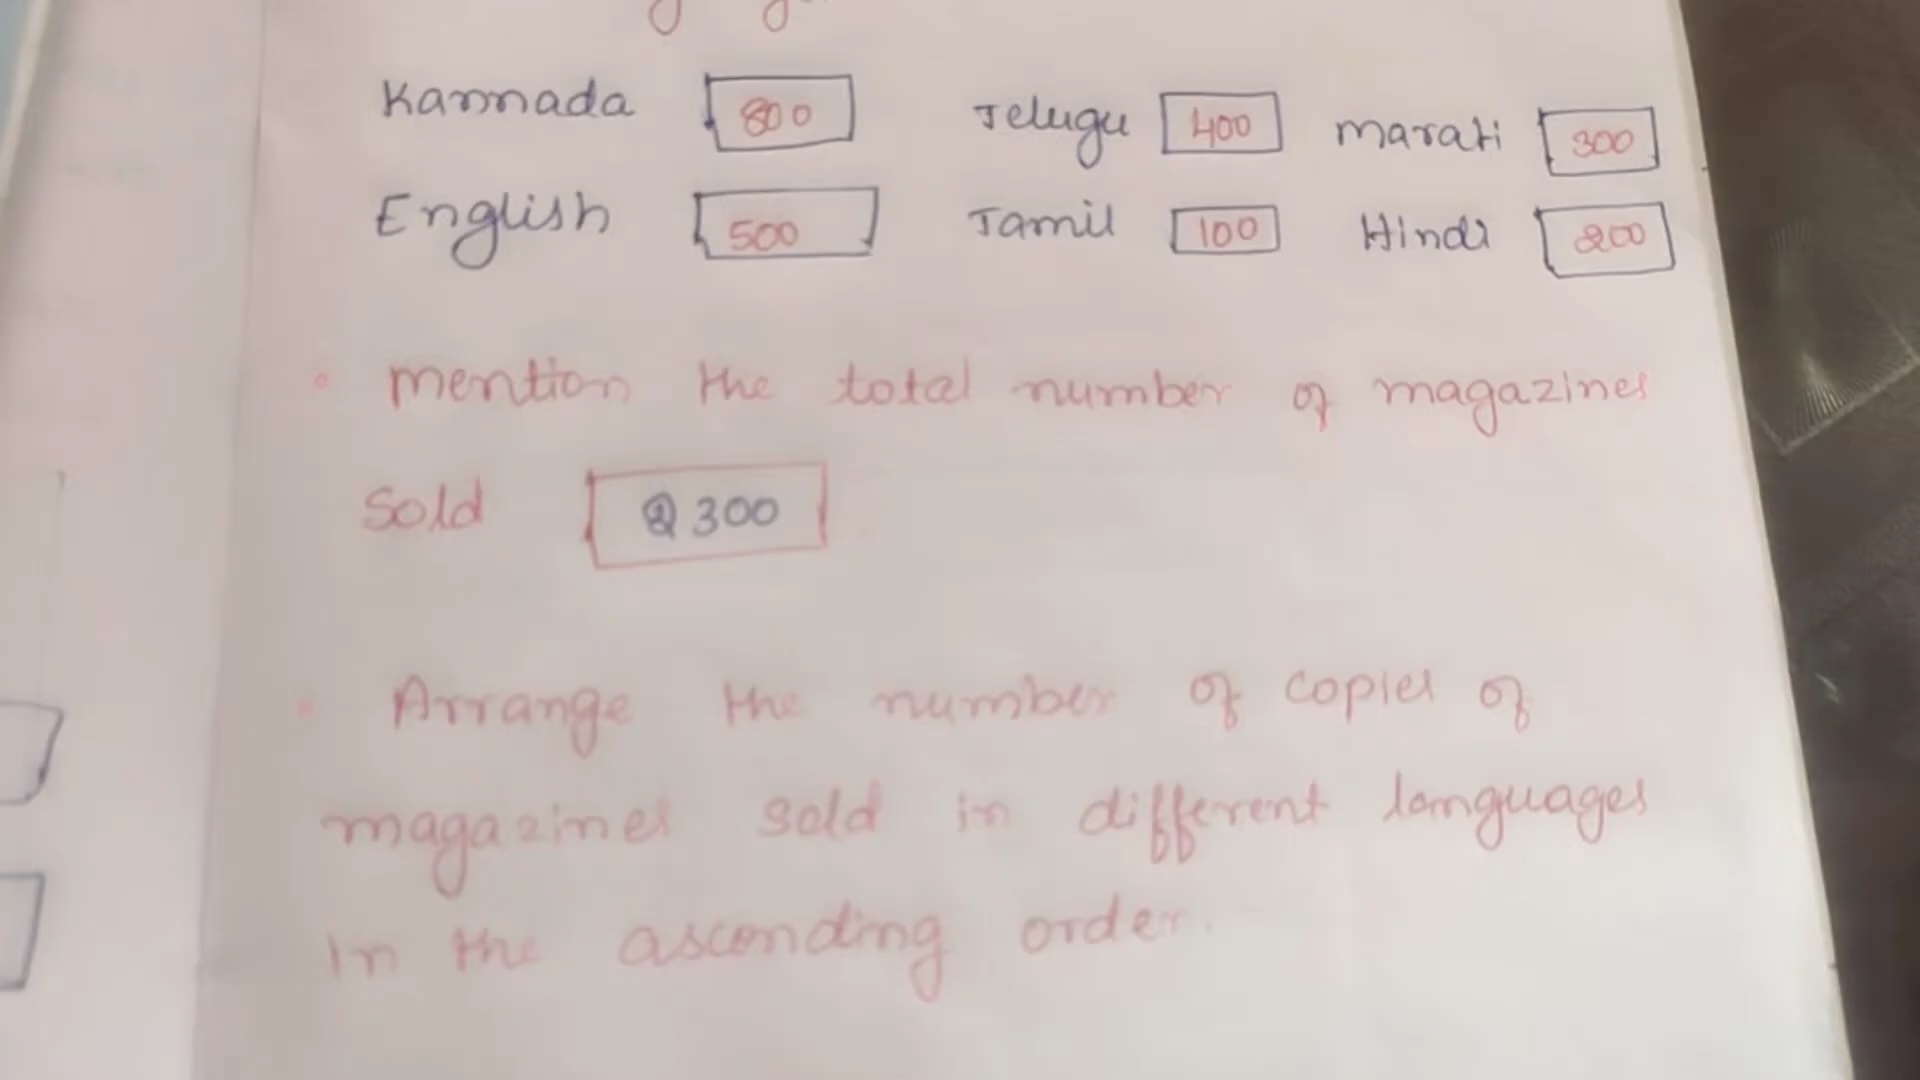 Kannada 800 Telugu 400 marati 300
English 500 Tamil 100 Hindi 200
• mention the total number of magazines
Sold 2300
• Arrange the number of copies of
magazines sold in different languages
in the ascending order.